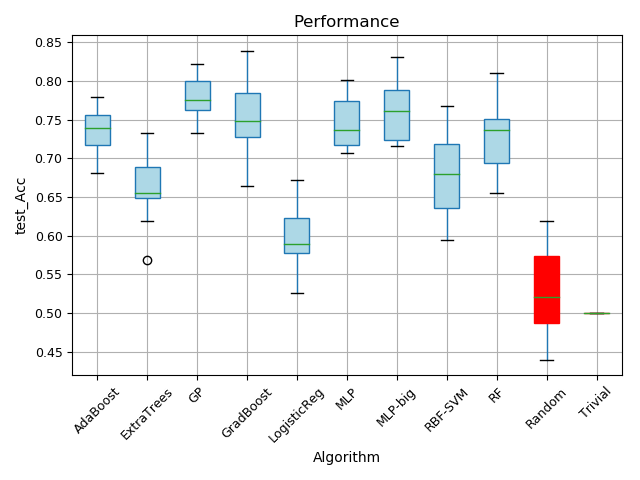 Performance
0.85
0.80
0.75
0.70
0.65
0.60
0.55
0.50
0.45
test_Acc
AdaBoost
ExtraTrees
GP
GradBoost
LogisticReg
MLP
MLP-big
RBF-SVM
RF
Random
Trivial
Algorithm